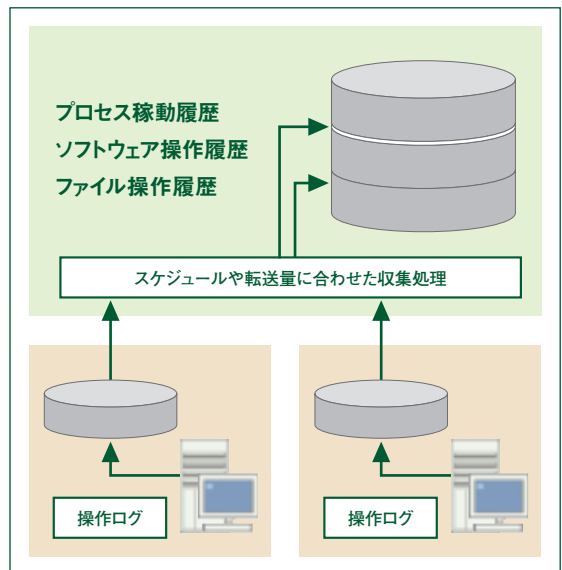 プロセス稼動履歴
ソフトウェア操作履歴
ファイル操作履歴
スケジュールや転送量に合わせた収集処理
操作ログ
操作ログ